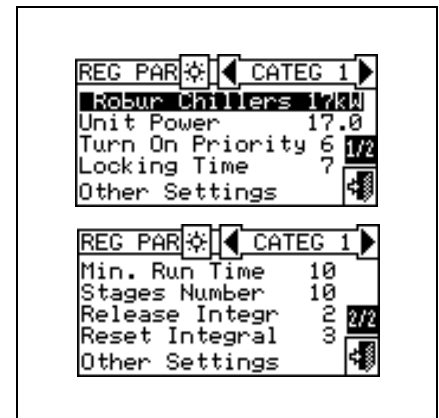 REG PAR CATEG 1
Robur Chillers 17kW
Unit Power 17.0
Turn On Priority 6 1/2
Locking Time 7
Other Settings
REG PAR CATEG 1
Min. Run Time 10
Stages Number 10
Release Integr 2 2/2
Reset Integral 3
Other Settings